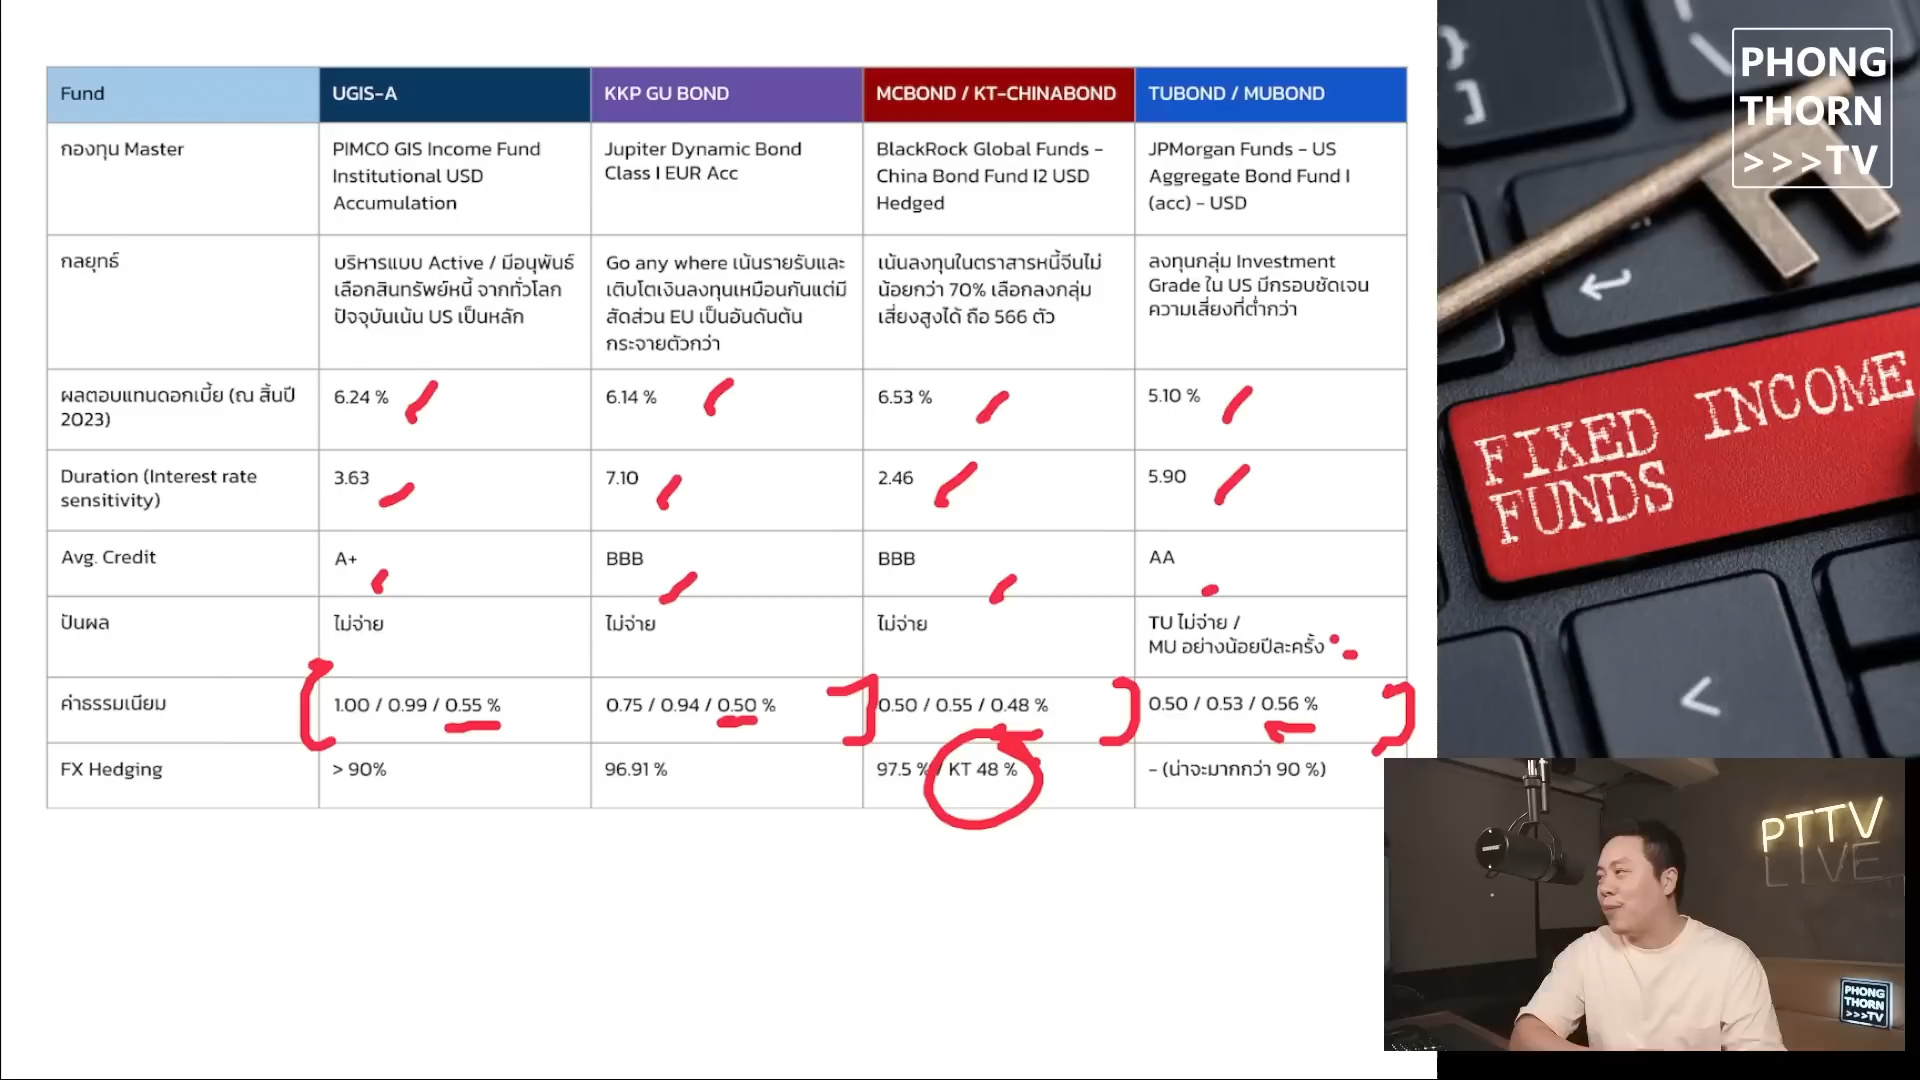 Fund
UGIS-A
KKP GU BOND
MCBOND / KT-CHINABOND
TUBOND / MUBOND
กองทุน Master
PIMCO GIS Income Fund
Institutional USD
Accumulation
Jupiter Dynamic Bond
Class I EUR Acc
BlackRock Global Funds -
China Bond Fund I2 USD
Hedged
JPMorgan Funds - US
Aggregate Bond Fund I
(acc) - USD
กลยุทธ์
บริหารแบบ Active / มีอนุพันธ์
เลือกสินทรัพย์หนี้ จากทั่วโลก
ปัจจุบันเน้น US เป็นหลัก
Go any where เน้นรายรับและ
เติบโตเงินลงทุนเหมือนกันแต่มี
สัดส่วน EU เป็นอันดับต้น
กระจายตัวกว่า
เน้นลงทุนในตราสารหนี้จีนไม่
น้อยกว่า 70% เลือกลงกลุ่ม
เสี่ยงสูงได้ ถือ 566 ตัว
ลงทุนกลุ่ม Investment
Grade ใน US มีกรอบชัดเจน
ความเสี่ยงที่ต่ำกว่า
ผลตอบแทนดอกเบี้ย (ณ สิ้นปี
2023)
6.24 %
6.14 %
6.53 %
5.10 %
Duration (Interest rate
sensitivity)
3.63
7.10
2.46
5.90
Avg. Credit
A+
BBB
BBB
AA
ปันผล
ไม่จ่าย
ไม่จ่าย
ไม่จ่าย
TU ไม่จ่าย /
MU อย่างน้อยปีละครั้ง
ค่าธรรมเนียม
1.00 / 0.99 / 0.55 %
0.75 / 0.94 / 0.50 %
0.50 / 0.55 / 0.48 %
0.50 / 0.53 / 0.56 %
FX Hedging
> 90%
96.91 %
97.5 % / KT 48 %
- (น่าจะมากกว่า 90 %)
PHONG
THORN
>>>TV
FIXED INCOME
FUNDS
PTTV
LIVE
PHONG
THORN
>>>TV